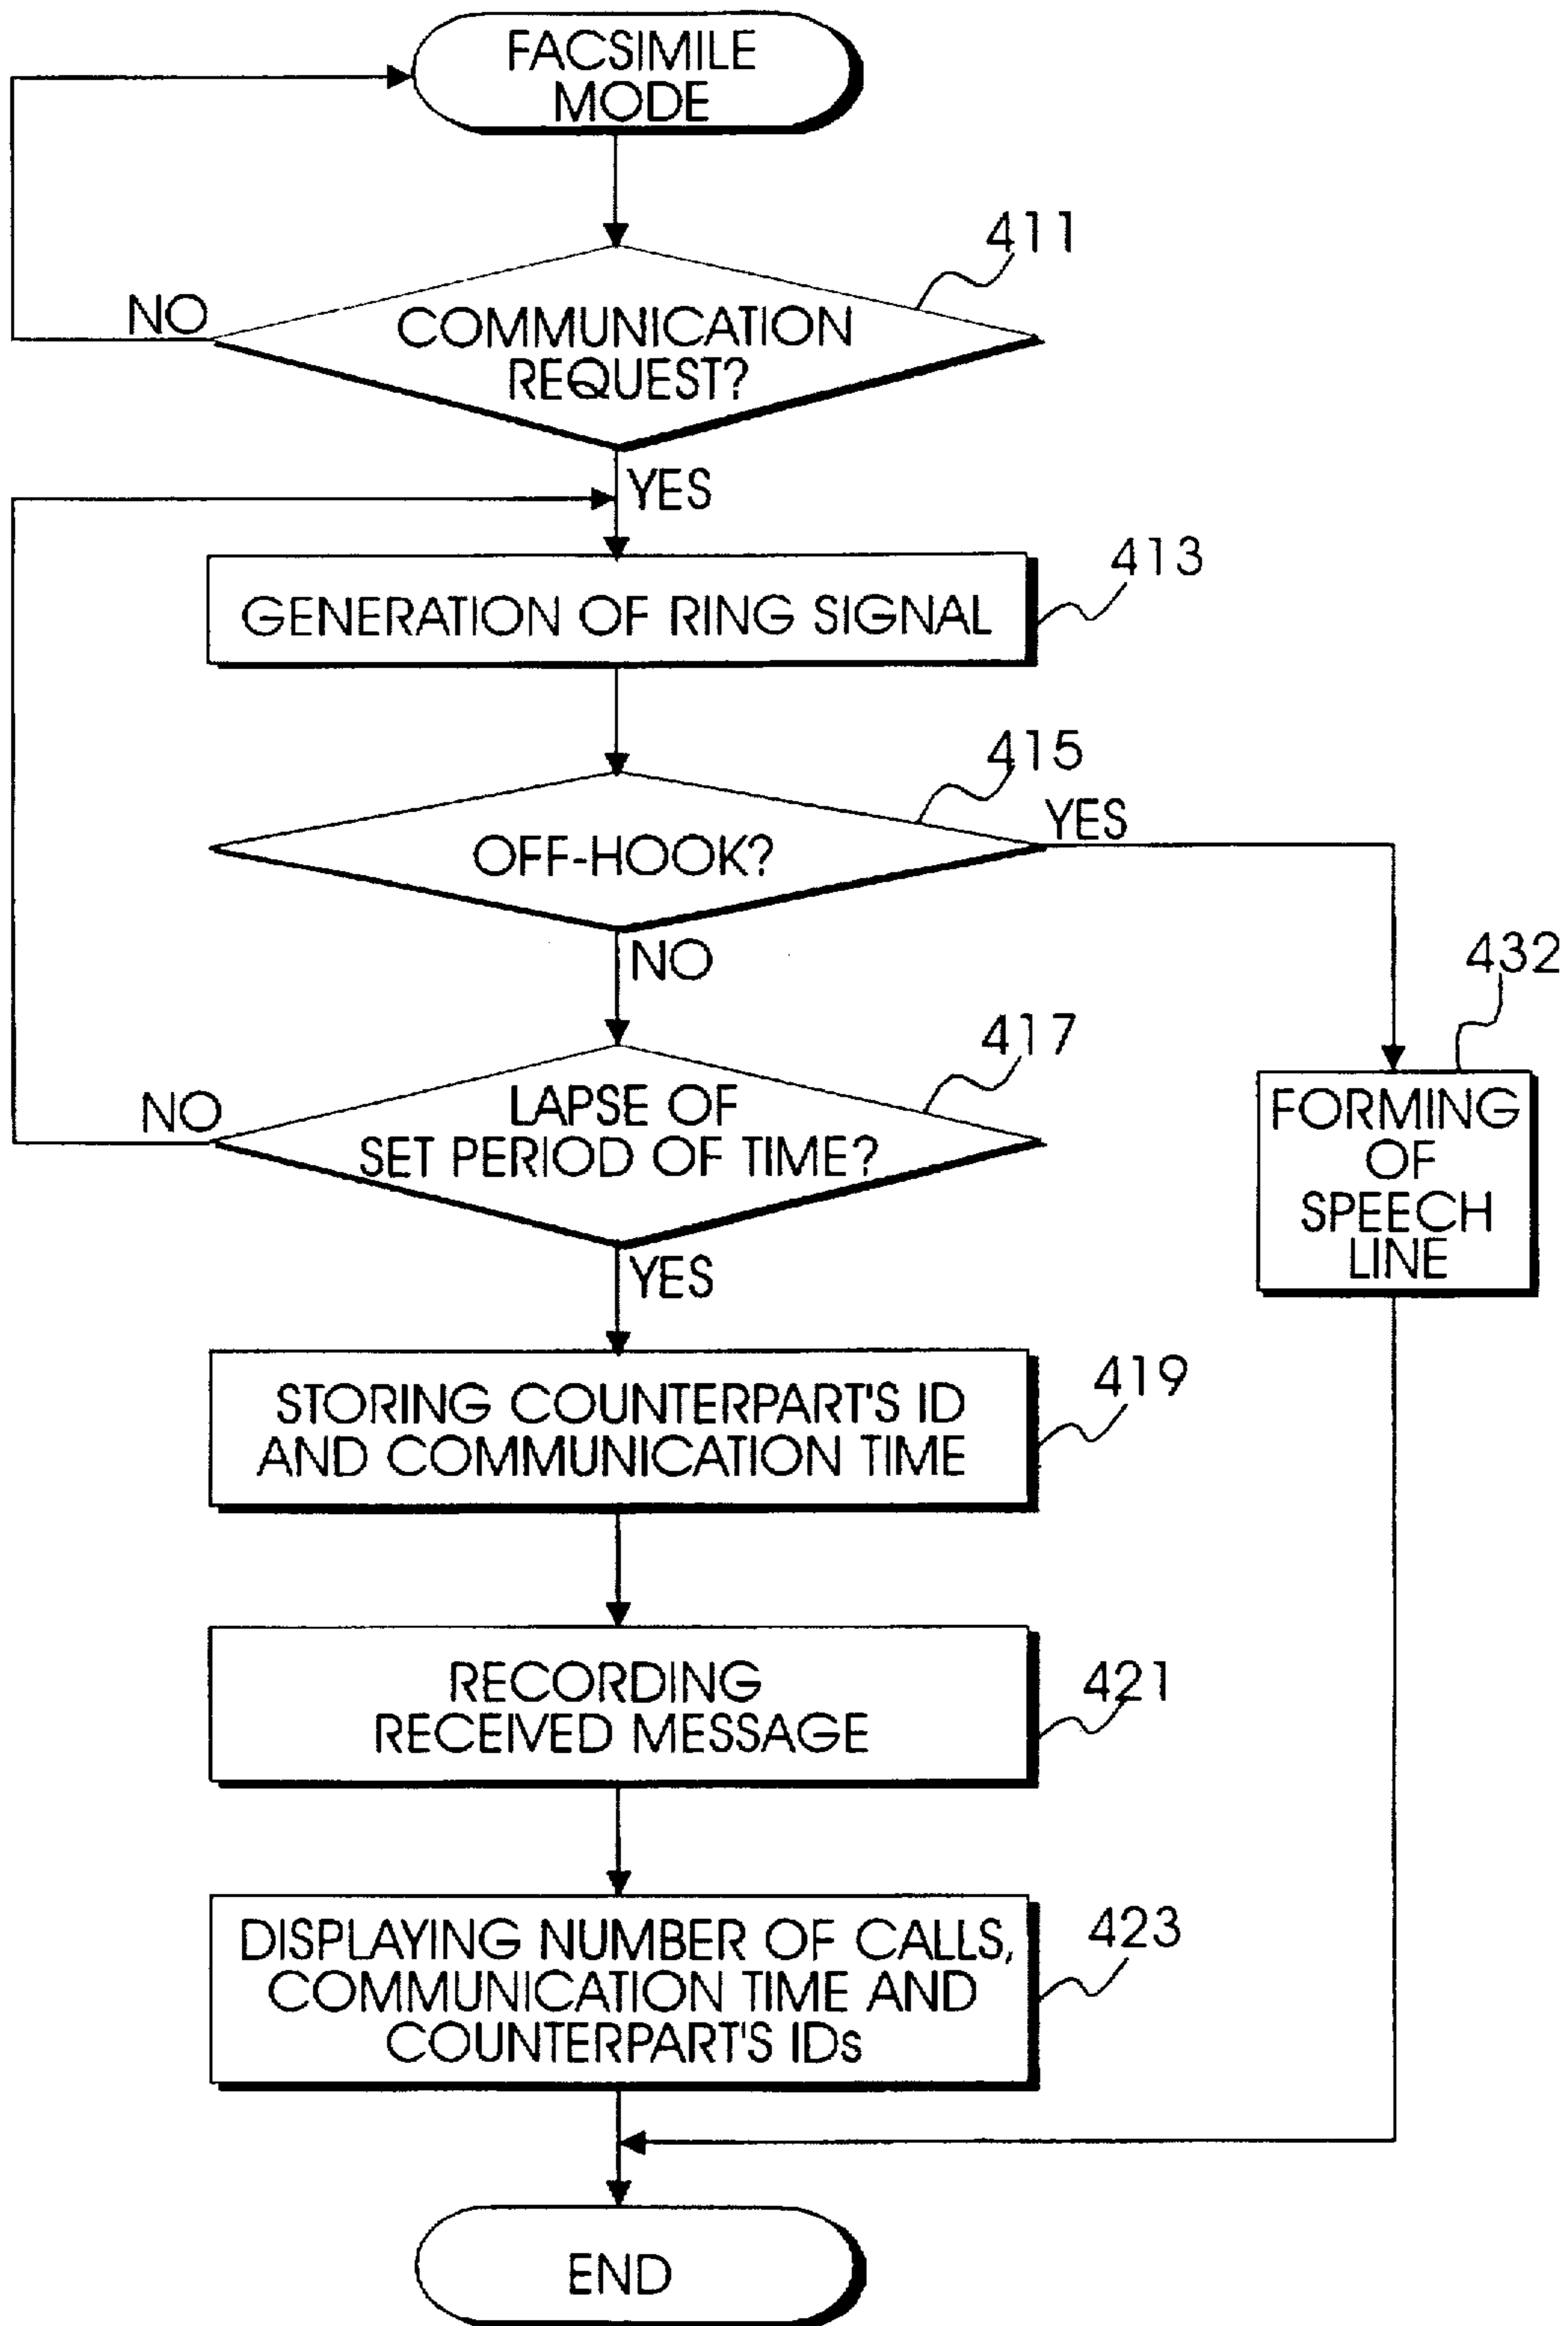 FACSIMILE
MODE
411
NO
COMMUNICATION
REQUEST?
YES
413
GENERATION OF RING SIGNAL
415
YES
OFF-HOOK?
NO
432
417
NO
LAPSE OF
SET PERIOD OF TIME?
FORMING
OF
SPEECH
LINE
YES
419
STORING COUNTERPART'S ID
AND COMMUNICATION TIME
421
RECORDING
RECEIVED MESSAGE
423
DISPLAYING NUMBER OF CALLS,
COMMUNICATION TIME AND
COUNTERPART'S IDs
END